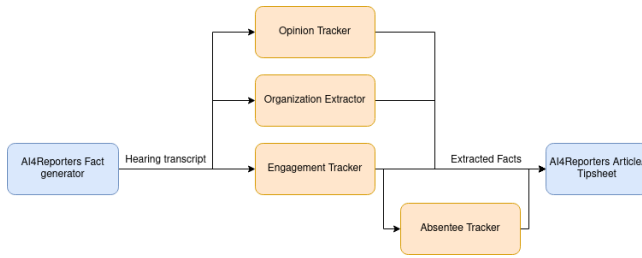 Opinion Tracker
Organization Extractor
AI4Reporters Fact
generator
Hearing transcript
Engagement Tracker
Extracted Facts
AI4Reporters Article/
Tipsheet
Absentee Tracker